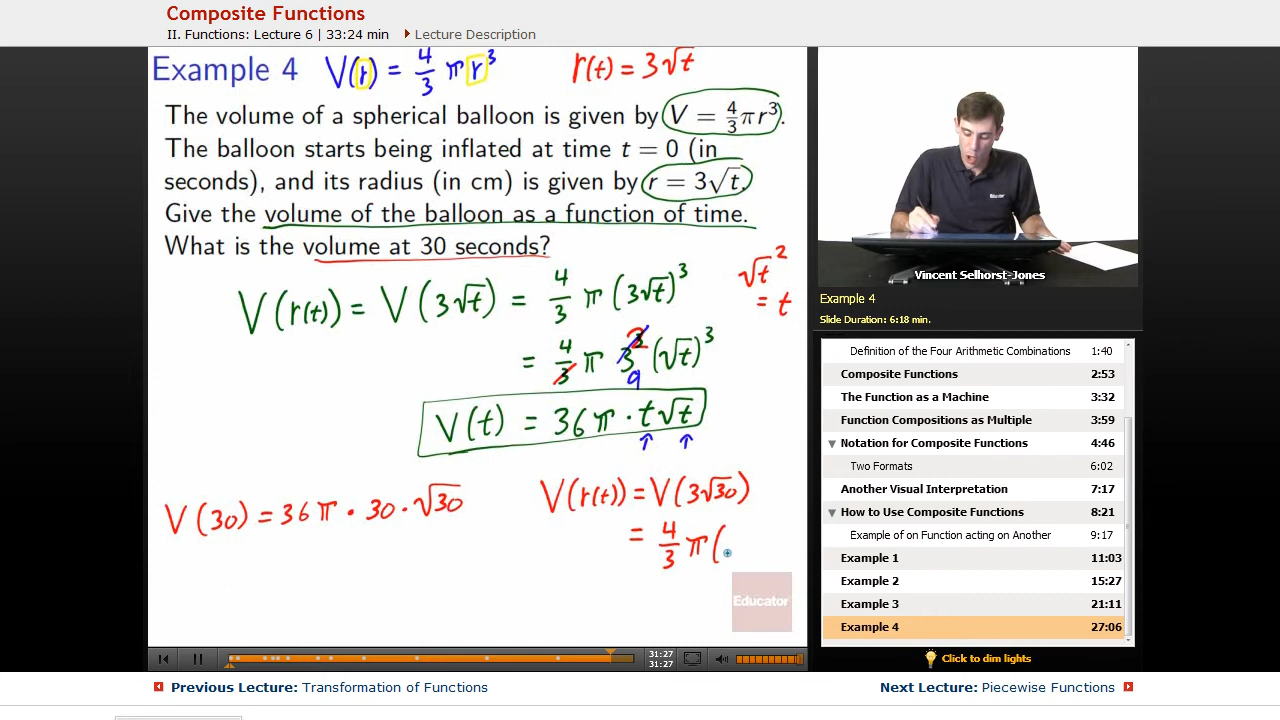 Composite Functions
II. Functions: Lecture 6 | 33:24 min
Lecture Description
Example 4 V(r) = 4/3 π r³ r(t) = 3√t
The volume of a spherical balloon is given by V = 4/3 πr³.
The balloon starts being inflated at time t = 0 (in
seconds), and its radius (in cm) is given by r = 3√t.
Give the volume of the balloon as a function of time.
What is the volume at 30 seconds?
√t² = t
V(r(t)) = V(3√t) = 4/3 π (3√t)³
= 4/3 π 3³ (√t)³
2
9
V(t) = 36π · t√t
V(30) = 36π · 30 · √30
V(r(t)) = V(3√30)
= 4/3 π (
Educator
31:27
31:27
Educator
Vincent Selhorst-Jones
Example 4
Slide Duration: 6:18 min.
Definition of the Four Arithmetic Combinations 1:40
Composite Functions 2:53
The Function as a Machine 3:32
Function Compositions as Multiple 3:59
Notation for Composite Functions 4:46
Two Formats 6:02
Another Visual Interpretation 7:17
How to Use Composite Functions 8:21
Example of on Function acting on Another 9:17
Example 1 11:03
Example 2 15:27
Example 3 21:11
Example 4 27:06
Click to dim lights
Previous Lecture: Transformation of Functions
Next Lecture: Piecewise Functions